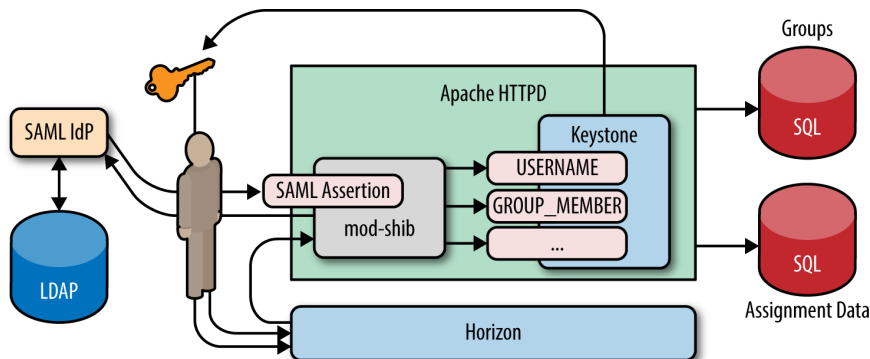 Groups
Apache HTTPD
SQL
SAML IdP
Keystone
USERNAME
SAML Assertion
GROUP_MEMBER
mod-shib
...
LDAP
SQL
Assignment Data
Horizon